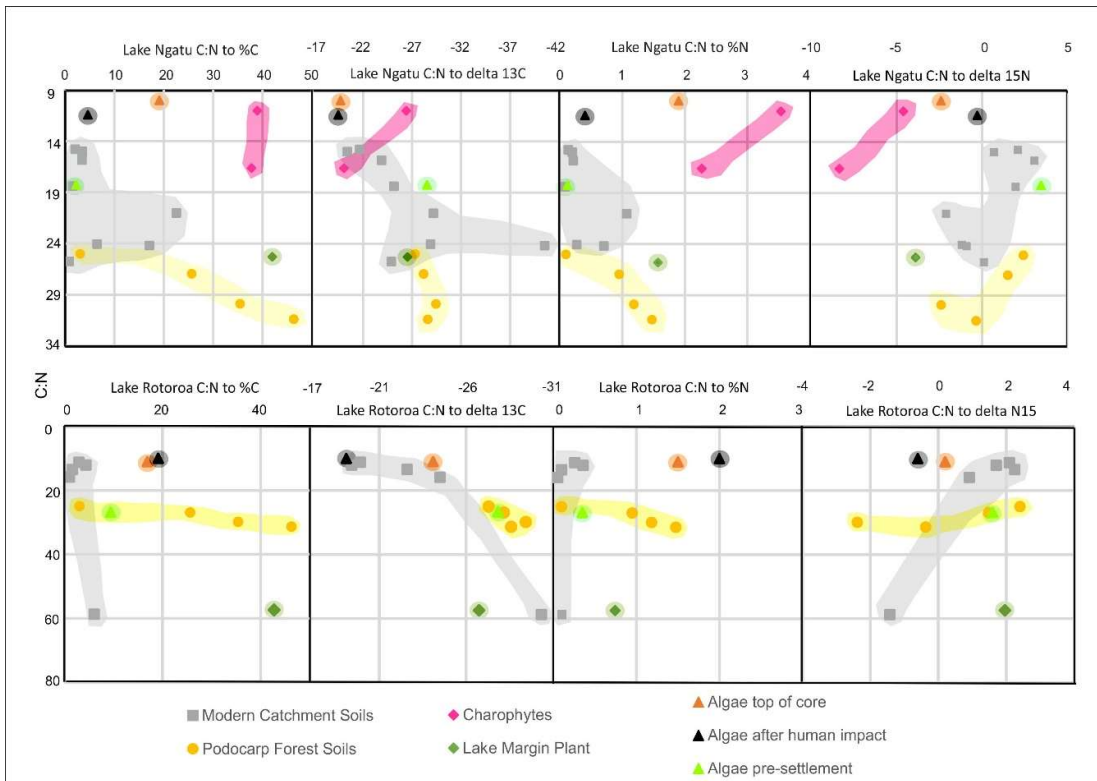 Lake Ngatu C:N to %C -17 -22 -27 -32 -37 -42 Lake Ngatu C:N to %N -10 -5 0 5
0 10 20 30 40 50 Lake Ngatu C:N to delta 13C 0 1 2 3 4 Lake Ngatu C:N to delta 15N
9
14
19
24
29
34
C:N
Lake Rotoroa C:N to %C -17 -21 -26 -31 Lake Rotoroa C:N to %N -4 -2 0 2 4
0 20 40 Lake Rotoroa C:N to delta 13C 0 1 2 3 Lake Rotoroa C:N to delta N15
0
20
40
60
80
Modern Catchment Soils Charophytes Algae top of core
Podocarp Forest Soils Lake Margin Plant Algae after human impact
Algae pre-settlement